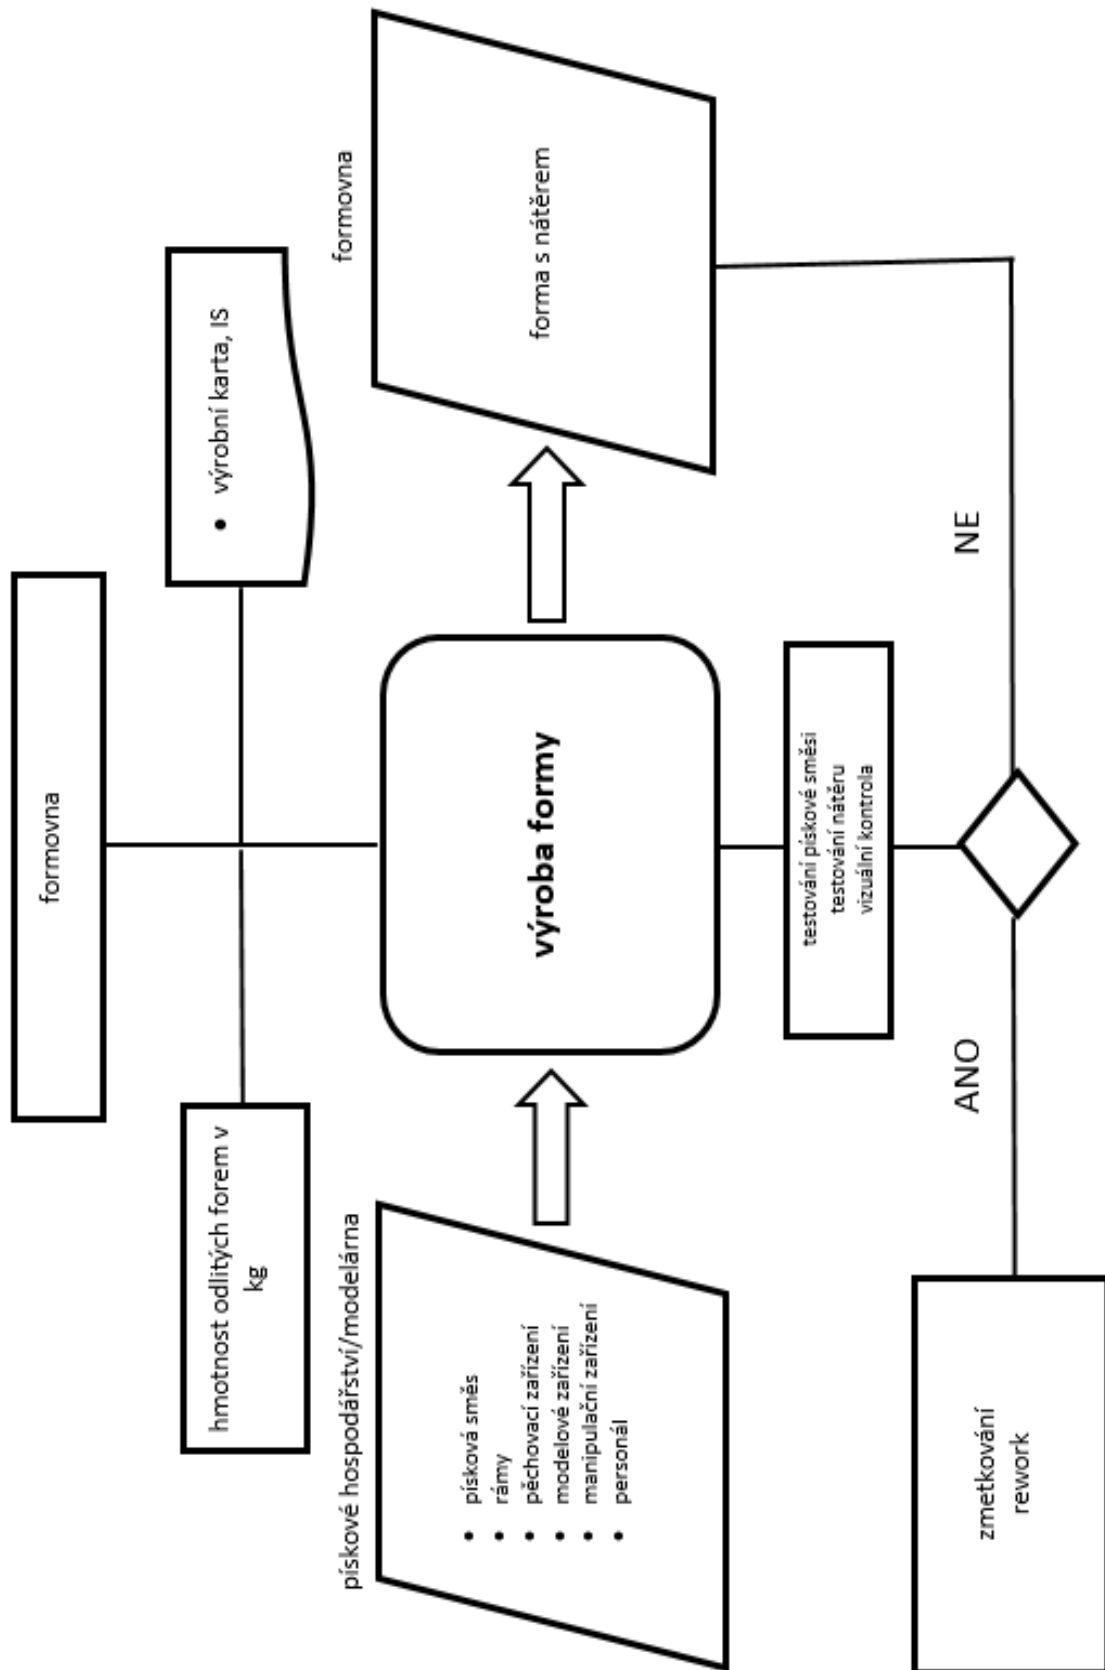 formovna
hmotnost odlitých forem v
kg
• výrobní karta, IS
pískové hospodářství/modelárna
• písková směs
• rámy
• pěchovací zařízení
• modelové zařízení
• manipulační zařízení
• personál
výroba formy
formovna
forma s nátěrem
testování pískové směsi
testování nátěru
vizuální kontrola
ANO
NE
zmetkování
rework